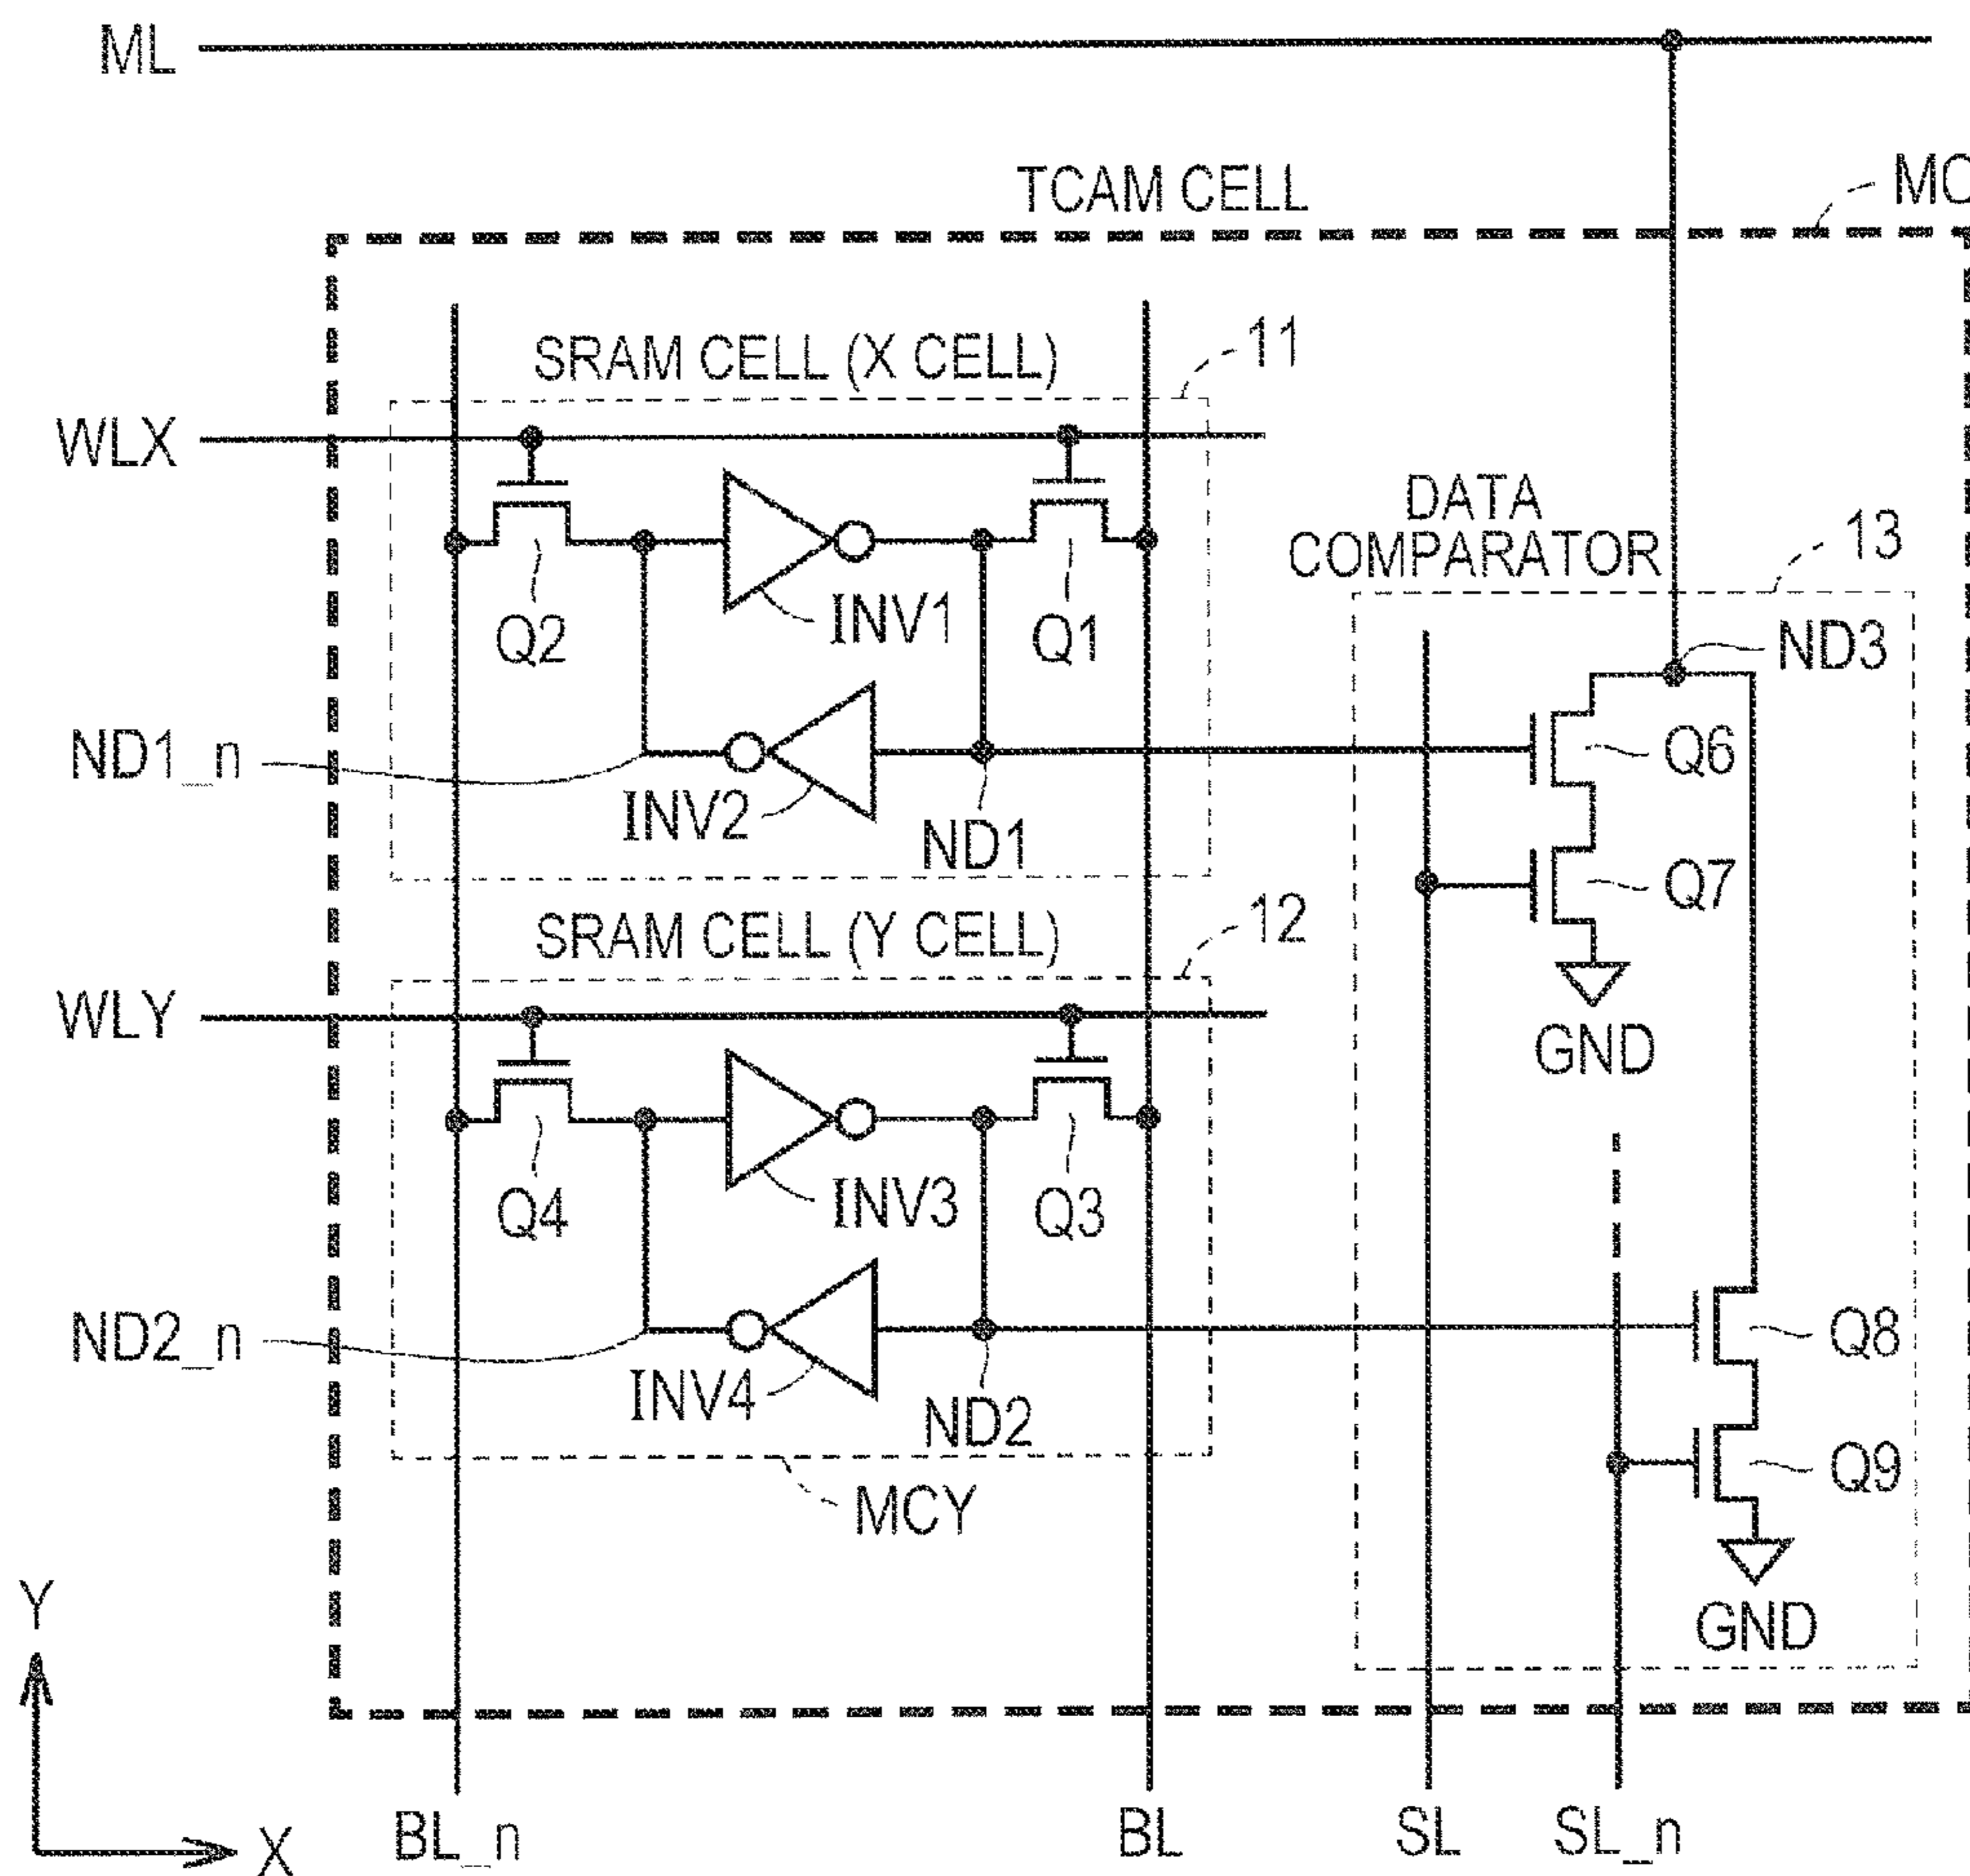 ML
TCAM CELL
MC
SRAM CELL (X CELL)
11
WLX
DATA
COMPARATOR
13
Q2
INV1
Q1
ND3
ND1_n
Q6
INV2
ND1
Q7
SRAM CELL (Y CELL)
12
WLY
GND
Q4
INV3
Q3
ND2_n
Q8
INV4
ND2
Q9
MCY
Y
GND
X
BL_n
BL
SL
SL_n